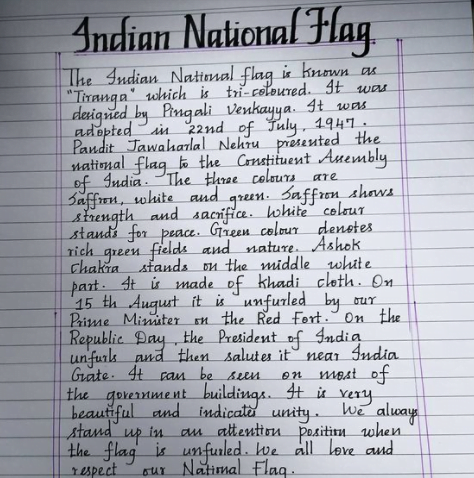 Indian National Flag
The Indian National flag is known as
"Tiranga" which is tri-coloured. It was
designed by Pingali Venkayya. It was
adopted in 22nd of July, 1947.
Pandit Jawaharlal Nehru presented the
national flag to the Constituent Assembly
of India. The three colours are
Saffron, white and green. Saffron shows
strength and sacrifice. White colour
stands for peace. Green colour denotes
rich green fields and nature. Ashok
Chakra stands on the middle white
part. It is made of khadi cloth. On
15 th August it is unfurled by our
Prime Minister on the Red Fort. On the
Republic Day, the President of India
unfurls and then salutes it near India
Gate. It can be seen on most of
the government buildings. It is very
beautiful and indicates unity. We always
stand up in an attention position when
the flag is unfurled. We all love and
respect our National Flag.